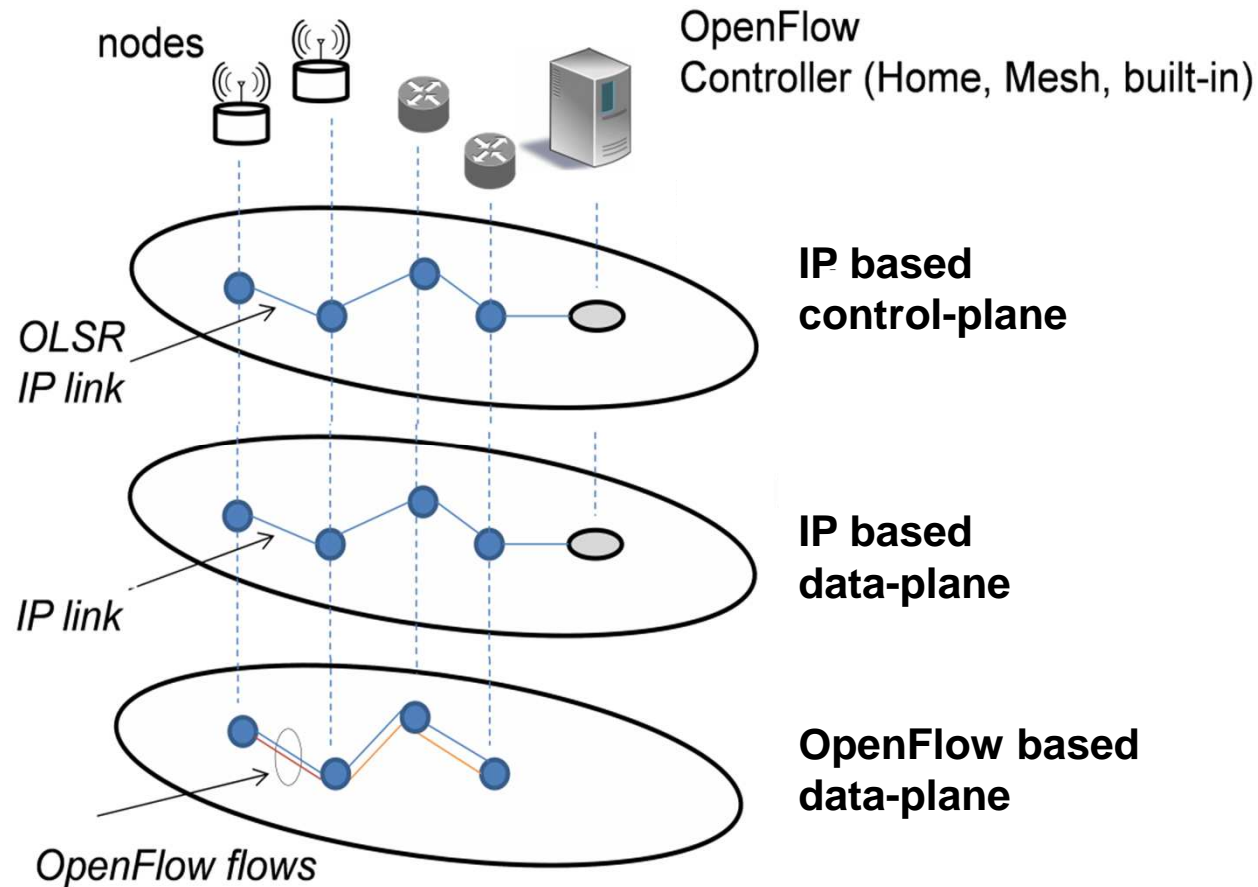 nodes
OpenFlow
Controller (Home, Mesh, built-in)
IP based
control-plane
OLSR
IP link
IP based
data-plane
IP link
OpenFlow based
data-plane
OpenFlow flows